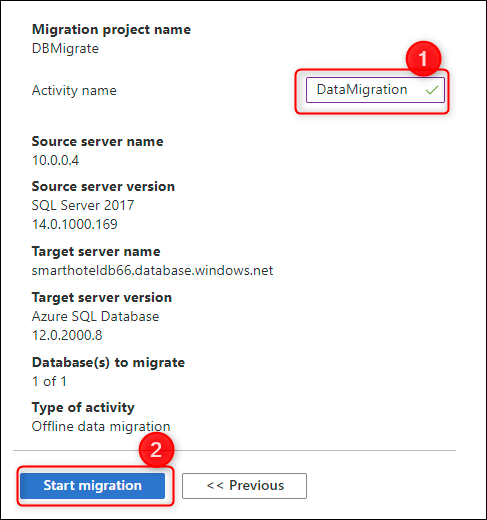 Migration project name
DBMigrate
1
Activity name DataMigration
Source server name
10.0.0.4
Source server version
SQL Server 2017
14.0.1000.169
Target server name
smarthoteldb66.database.windows.net
Target server version
Azure SQL Database
12.0.2000.8
Database(s) to migrate
1 of 1
Type of activity
Offline data migration
2
Start migration << Previous